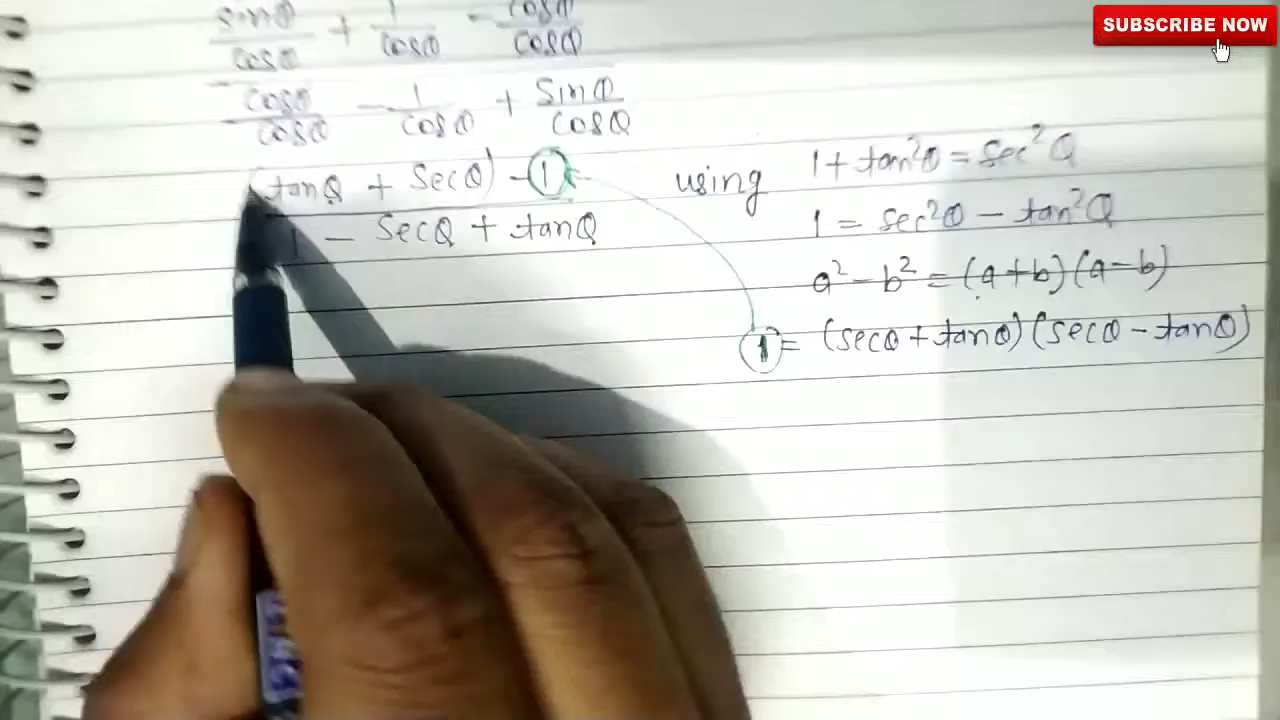 SUBSCRIBE NOW
sinθ/cosθ + 1/cosθ - cosθ/cosθ
cosθ/cosθ - 1/cosθ + sinθ/cosθ
(tanθ + secθ) - 1
1 - secθ + tanθ
using 1 + tan²θ = sec²θ
1 = sec²θ - tan²θ
a² - b² = (a+b)(a-b)
1 = (secθ + tanθ)(secθ - tanθ)